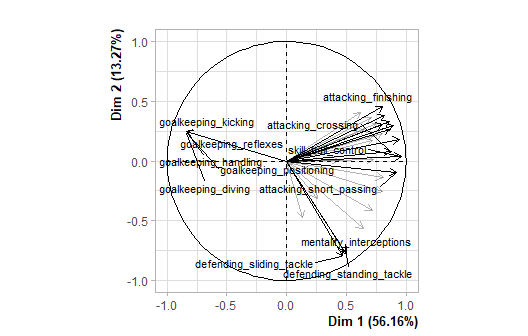 Dim 2 (13.27%)
1.0
0.5
0.0
-0.5
-1.0
attacking_finishing
goalkeeping_kicking
attacking_crossing
goalkeeping_reflexes
goalkeeping_handling
goalkeeping_positioning
goalkeeping_diving
attacking_short_passing
mentality_interceptions
defending_sliding_tackle
defending_standing_tackle
-1.0 -0.5 0.0 0.5 1.0
Dim 1 (56.16%)